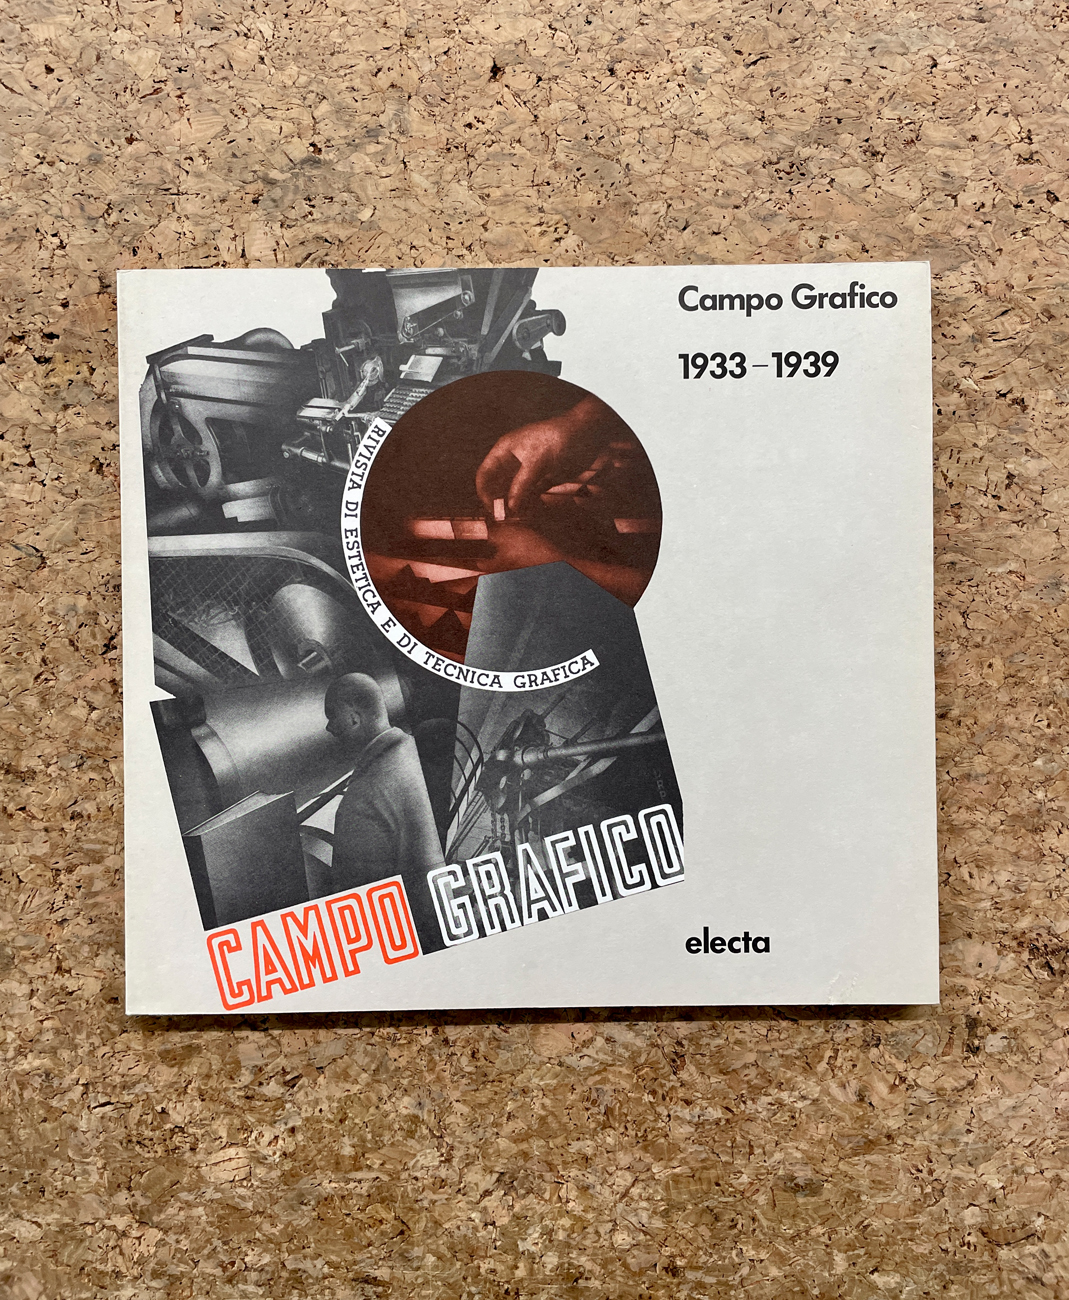 Campo Grafico
1933–1939
RIVISTA DI ESTETICA E DI TECNICA GRAFICA
CAMPO GRAFICO
electa